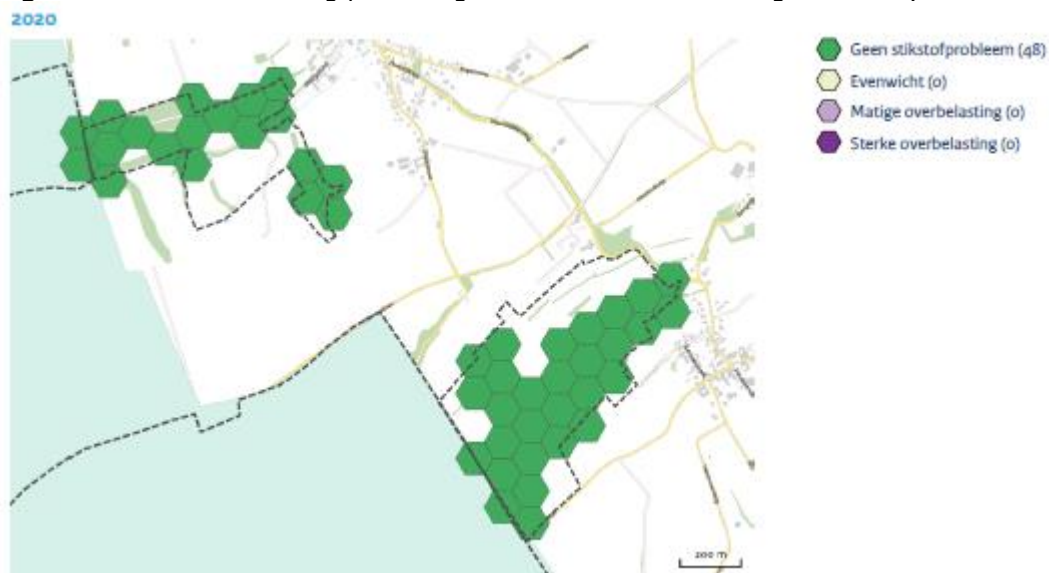 2020
Geen stikstofprobleem (48)
Evenwicht (0)
Matige overbelasting (0)
Sterke overbelasting (0)
200 m